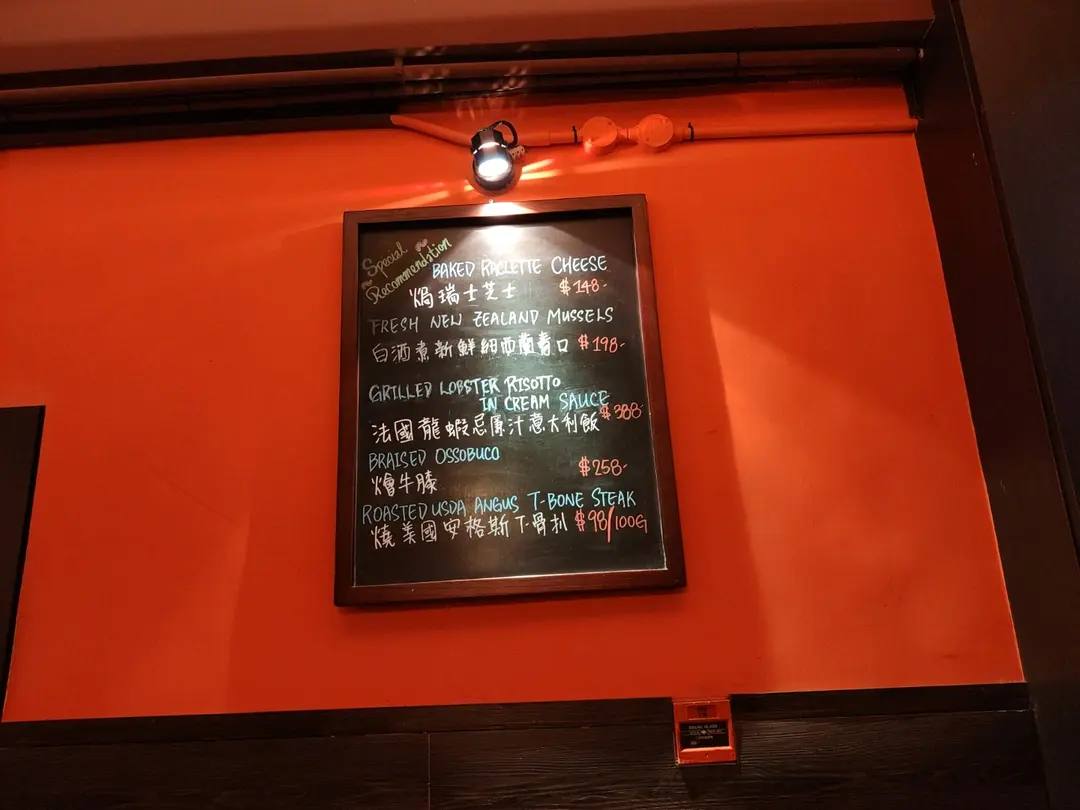 Special
Recommendation
BAKED RACLETTE CHEESE
焗瑞士芝士 $148-
FRESH NEW ZEALAND MUSSELS
白酒煮新鮮紐西蘭青口 $198-
GRILLED LOBSTER RISOTTO
IN CREAM SAUCE
法國龍蝦忌廉汁意大利飯 $388-
BRAISED OSSOBUCO
燴牛膝 $258-
ROASTED USDA ANGUS T-BONE STEAK
燒美國安格斯T-骨扒 $98/100G